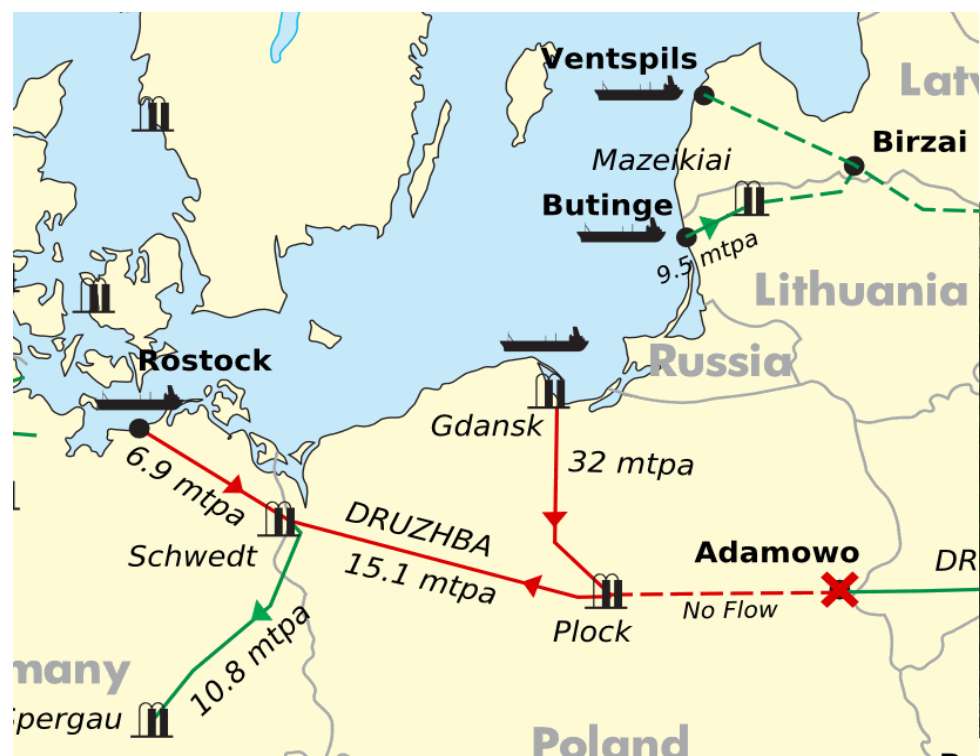 Ventspils
Latv
Birzai
Mazeikiai
Butinge
9.5 mtpa
Lithuania
Rostock
Russia
Gdansk
6.9 mtpa
32 mtpa
DRUZHBA
Schwedt
15.1 mtpa
Adamowo
DR
No Flow
Plock
10.8 mtpa
many
pergau
Poland